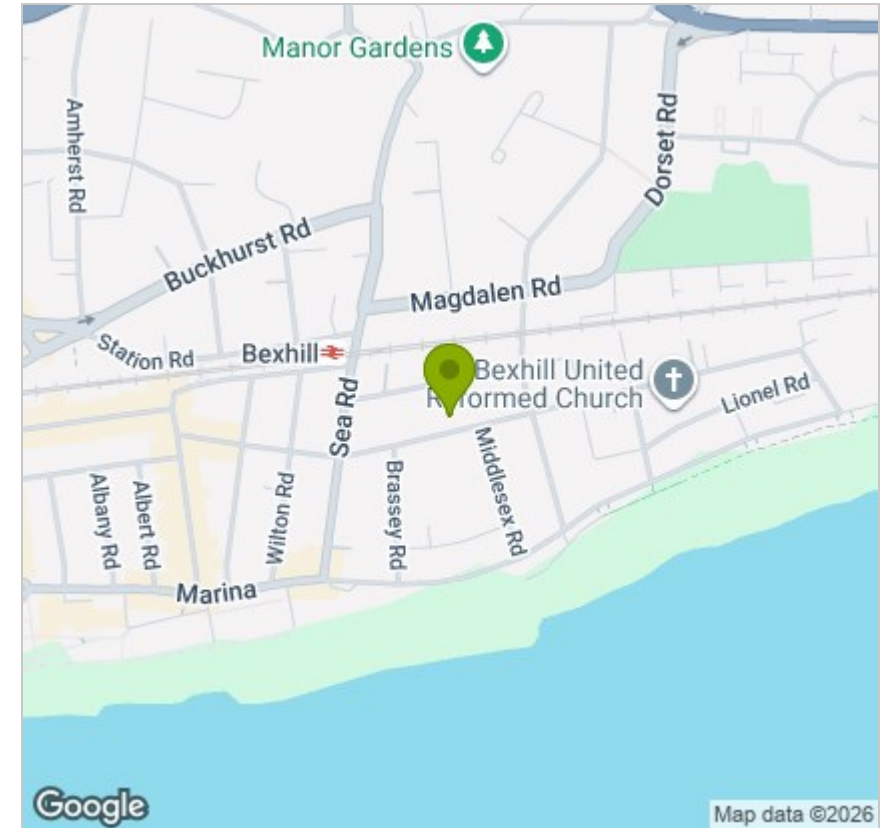 Manor Gardens
Amherst Rd
Dorset Rd
Buckhurst Rd
Magdalen Rd
Station Rd
Bexhill
Sea Rd
Bexhill United
Reformed Church
Lionel Rd
Middlesex Rd
Brassey Rd
Wilton Rd
Albany Rd
Albert Rd
Marina
Google
Map data ©2026